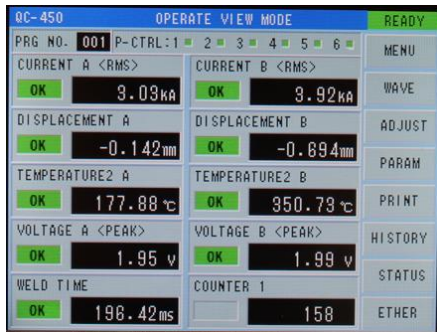 QC-450 OPERATE VIEW MODE READY
PRG NO. 001 P-CTRL:1 2 3 4 5 6
MENU
CURRENT A <RMS> CURRENT B <RMS>
OK 3.03kA OK 3.92kA
WAVE
DISPLACEMENT A DISPLACEMENT B
ADJUST
OK -0.142mm OK -0.694mm
PARAM
TEMPERATURE2 A TEMPERATURE2 B
OK 177.88℃ OK 350.73℃
PRINT
VOLTAGE A <PEAK> VOLTAGE B <PEAK>
HISTORY
OK 1.95 V OK 1.99 V
STATUS
WELD TIME COUNTER 1
OK 196.42ms 158
ETHER